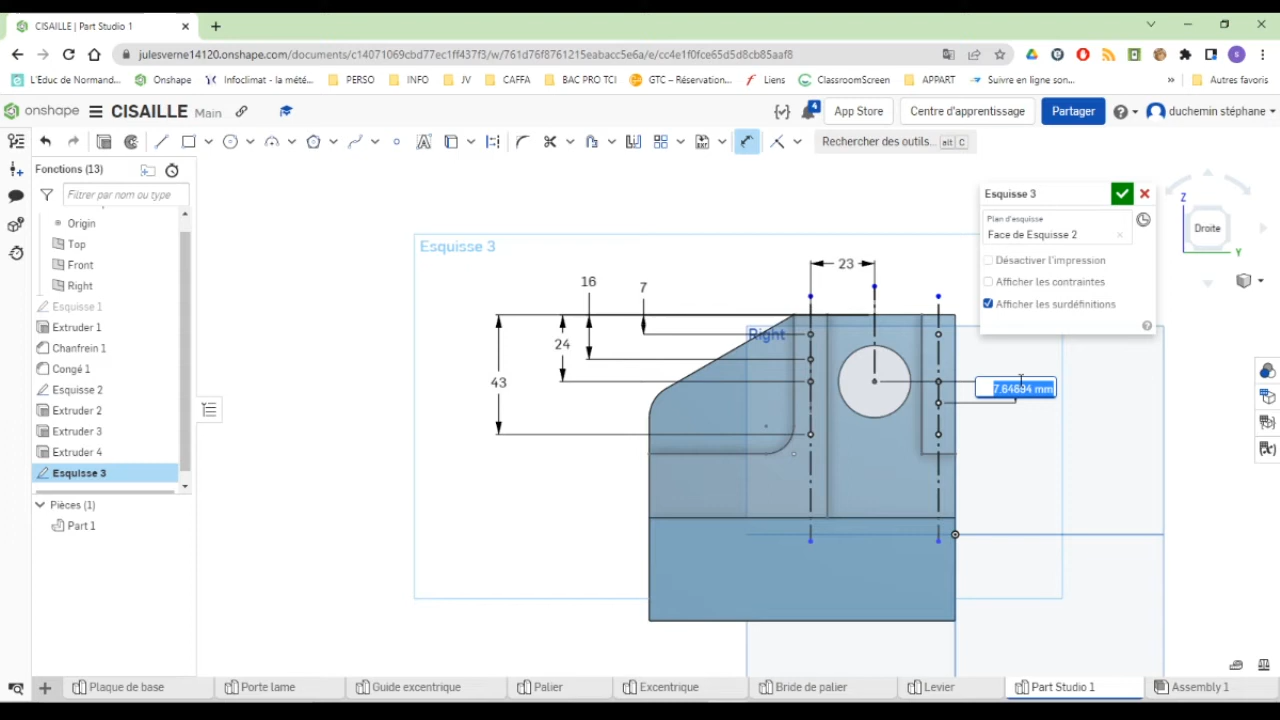 CISAILLE | Part Studio 1
julesverne14120.onshape.com/documents/c14071069cbd77ec1ff437f3/w/761d76f8761215eabacc5e6a/e/cc4e1f0fce65d5d8cb85aaf8
S
L'Educ de Normand...
Onshape
Infoclimat - la mété...
PERSO
INFO
JV
CAFFA
BAC PRO TCI
GTC – Réservation...
Liens
ClassroomScreen
APPART
Suivre en ligne son...
»
Autres favoris
onshape
CISAILLE
Main
4
App Store
Centre d'apprentissage
Partager
duchemin stéphane
Rechercher des outils...
alt C
Fonctions (13)
Filtrer par nom ou type
Origin
Top
Front
Right
Esquisse 1
Extruder 1
Chanfrein 1
Congé 1
Esquisse 2
Extruder 2
Extruder 3
Extruder 4
Esquisse 3
Pièces (1)
Part 1
Esquisse 3
23
16
7
24
43
Right
7.64894 mm
Esquisse 3
Plan d'esquisse
Face de Esquisse 2
Désactiver l'impression
Afficher les contraintes
Afficher les surdéfinitions
Z
Droite
Y
Plaque de base
Porte lame
Guide excentrique
Palier
Excentrique
Bride de palier
Levier
Part Studio 1
Assembly 1